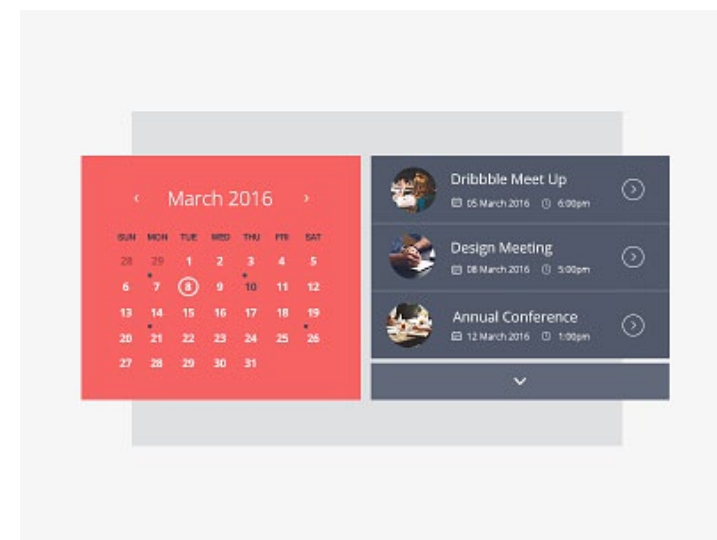 March 2016
SUN MON TUE WED THU FRI SAT
28 29 1 2 3 4 5
6 7 8 9 10 11 12
13 14 15 16 17 18 19
20 21 22 23 24 25 26
27 28 29 30 31
Dribbble Meet Up
05 March 2016 6:00pm
Design Meeting
08 March 2016 5:00pm
Annual Conference
12 March 2016 1:00pm